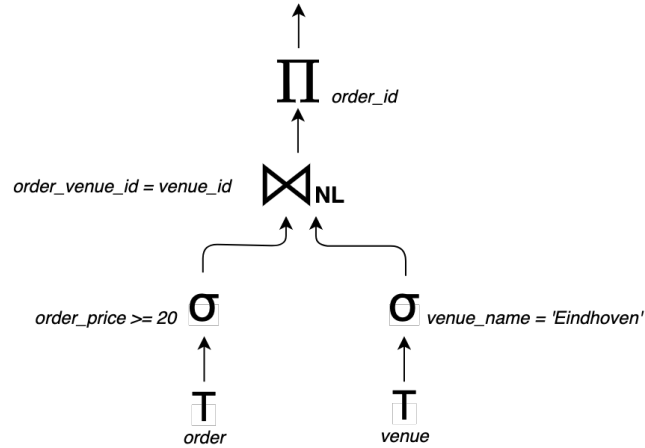 ∏ order_id
order_venue_id = venue_id ⋈ NL
order_price >= 20 σ
σ venue_name = 'Eindhoven'
T
order
T
venue